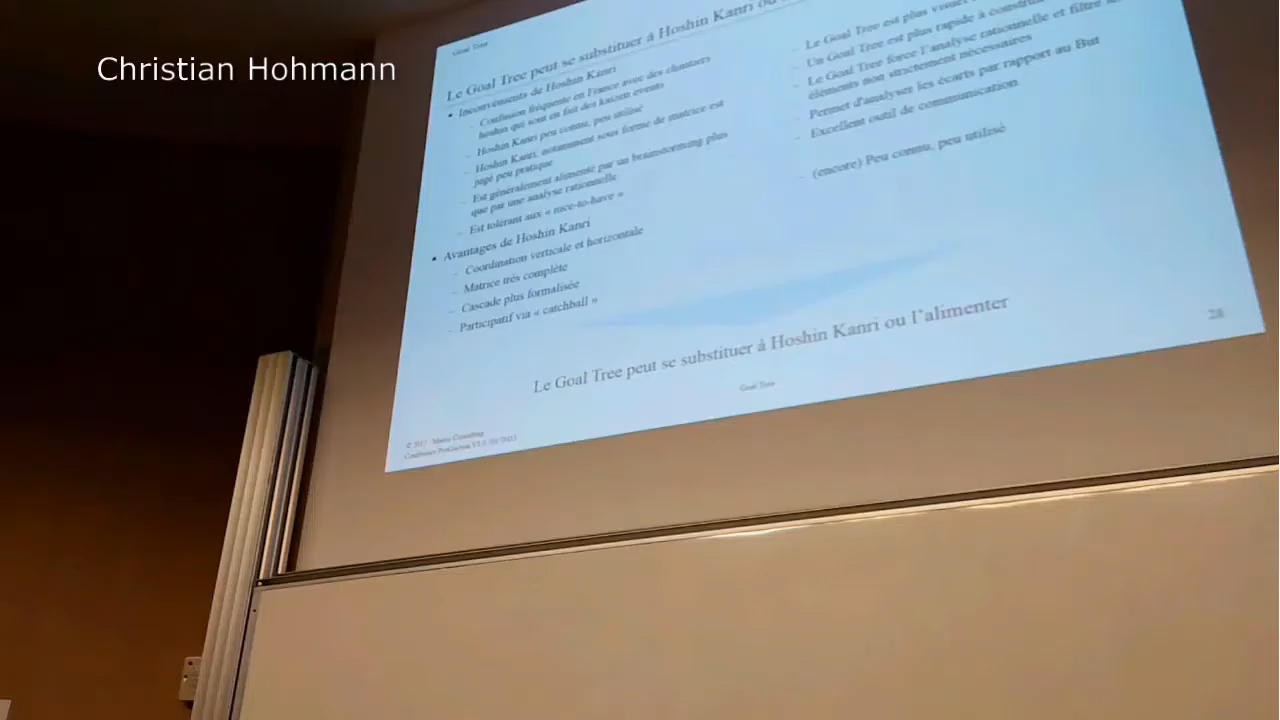 Christian Hohmann
Goal Tree
Le Goal Tree peut se substituer à Hoshin Kanri ou
• Inconvénients de Hoshin Kanri
– Confusion fréquente en France avec des chantiers
hoshin qui sont en fait des kaizen events
– Hoshin Kanri peu connu, peu utilisé
– Hoshin Kanri, notamment sous forme de matrice est
jugé peu pratique
– Est généralement alimenté par un brainstorming plus
que par une analyse rationnelle
– Est tolérant aux « nice-to-have »
• Avantages de Hoshin Kanri
– Coordination verticale et horizontale
– Matrice très complète
– Cascade plus formalisée
– Participatif via « catchball »
– Le Goal Tree est plus visuel
– Un Goal Tree est plus rapide à construire
– Le Goal Tree force l'analyse rationnelle et filtre les
éléments non strictement nécessaires
– Permet d'analyser les écarts par rapport au But
– Excellent outil de communication
– (encore) Peu connu, peu utilisé
Le Goal Tree peut se substituer à Hoshin Kanri ou l'alimenter
Goal Tree
28